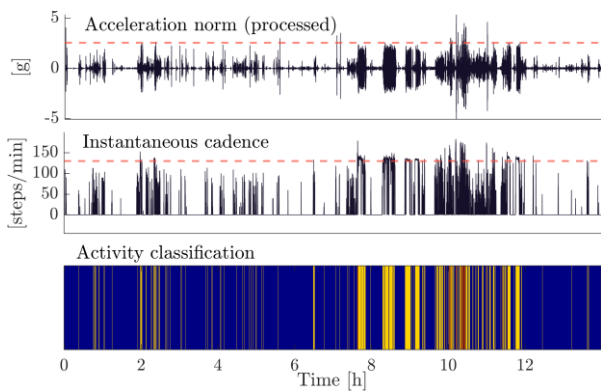 Acceleration norm (processed)
5
0
-5
[g]
Instantaneous cadence
150
100
50
0
[steps/min]
Activity classification
0 2 4 6 8 10 12
Time [h]